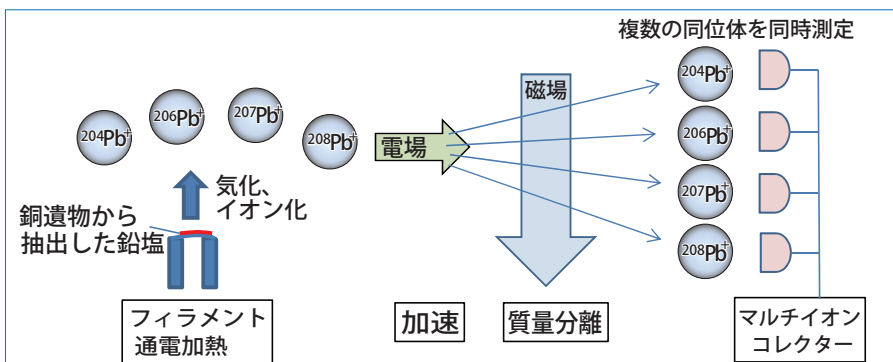 複数の同位体を同時測定
204Pb+
206Pb+
207Pb+
208Pb+
電場
磁場
204Pb+
206Pb+
207Pb+
208Pb+
気化、
イオン化
銅遺物から
抽出した鉛塩
フィラメント
通電加熱
加速
質量分離
マルチイオン
コレクター